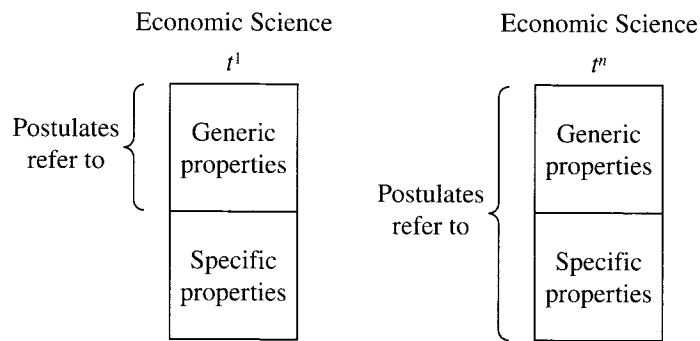 Economic Science
t¹
Postulates
refer to
Generic
properties
Specific
properties
Economic Science
tⁿ
Postulates
refer to
Generic
properties
Specific
properties